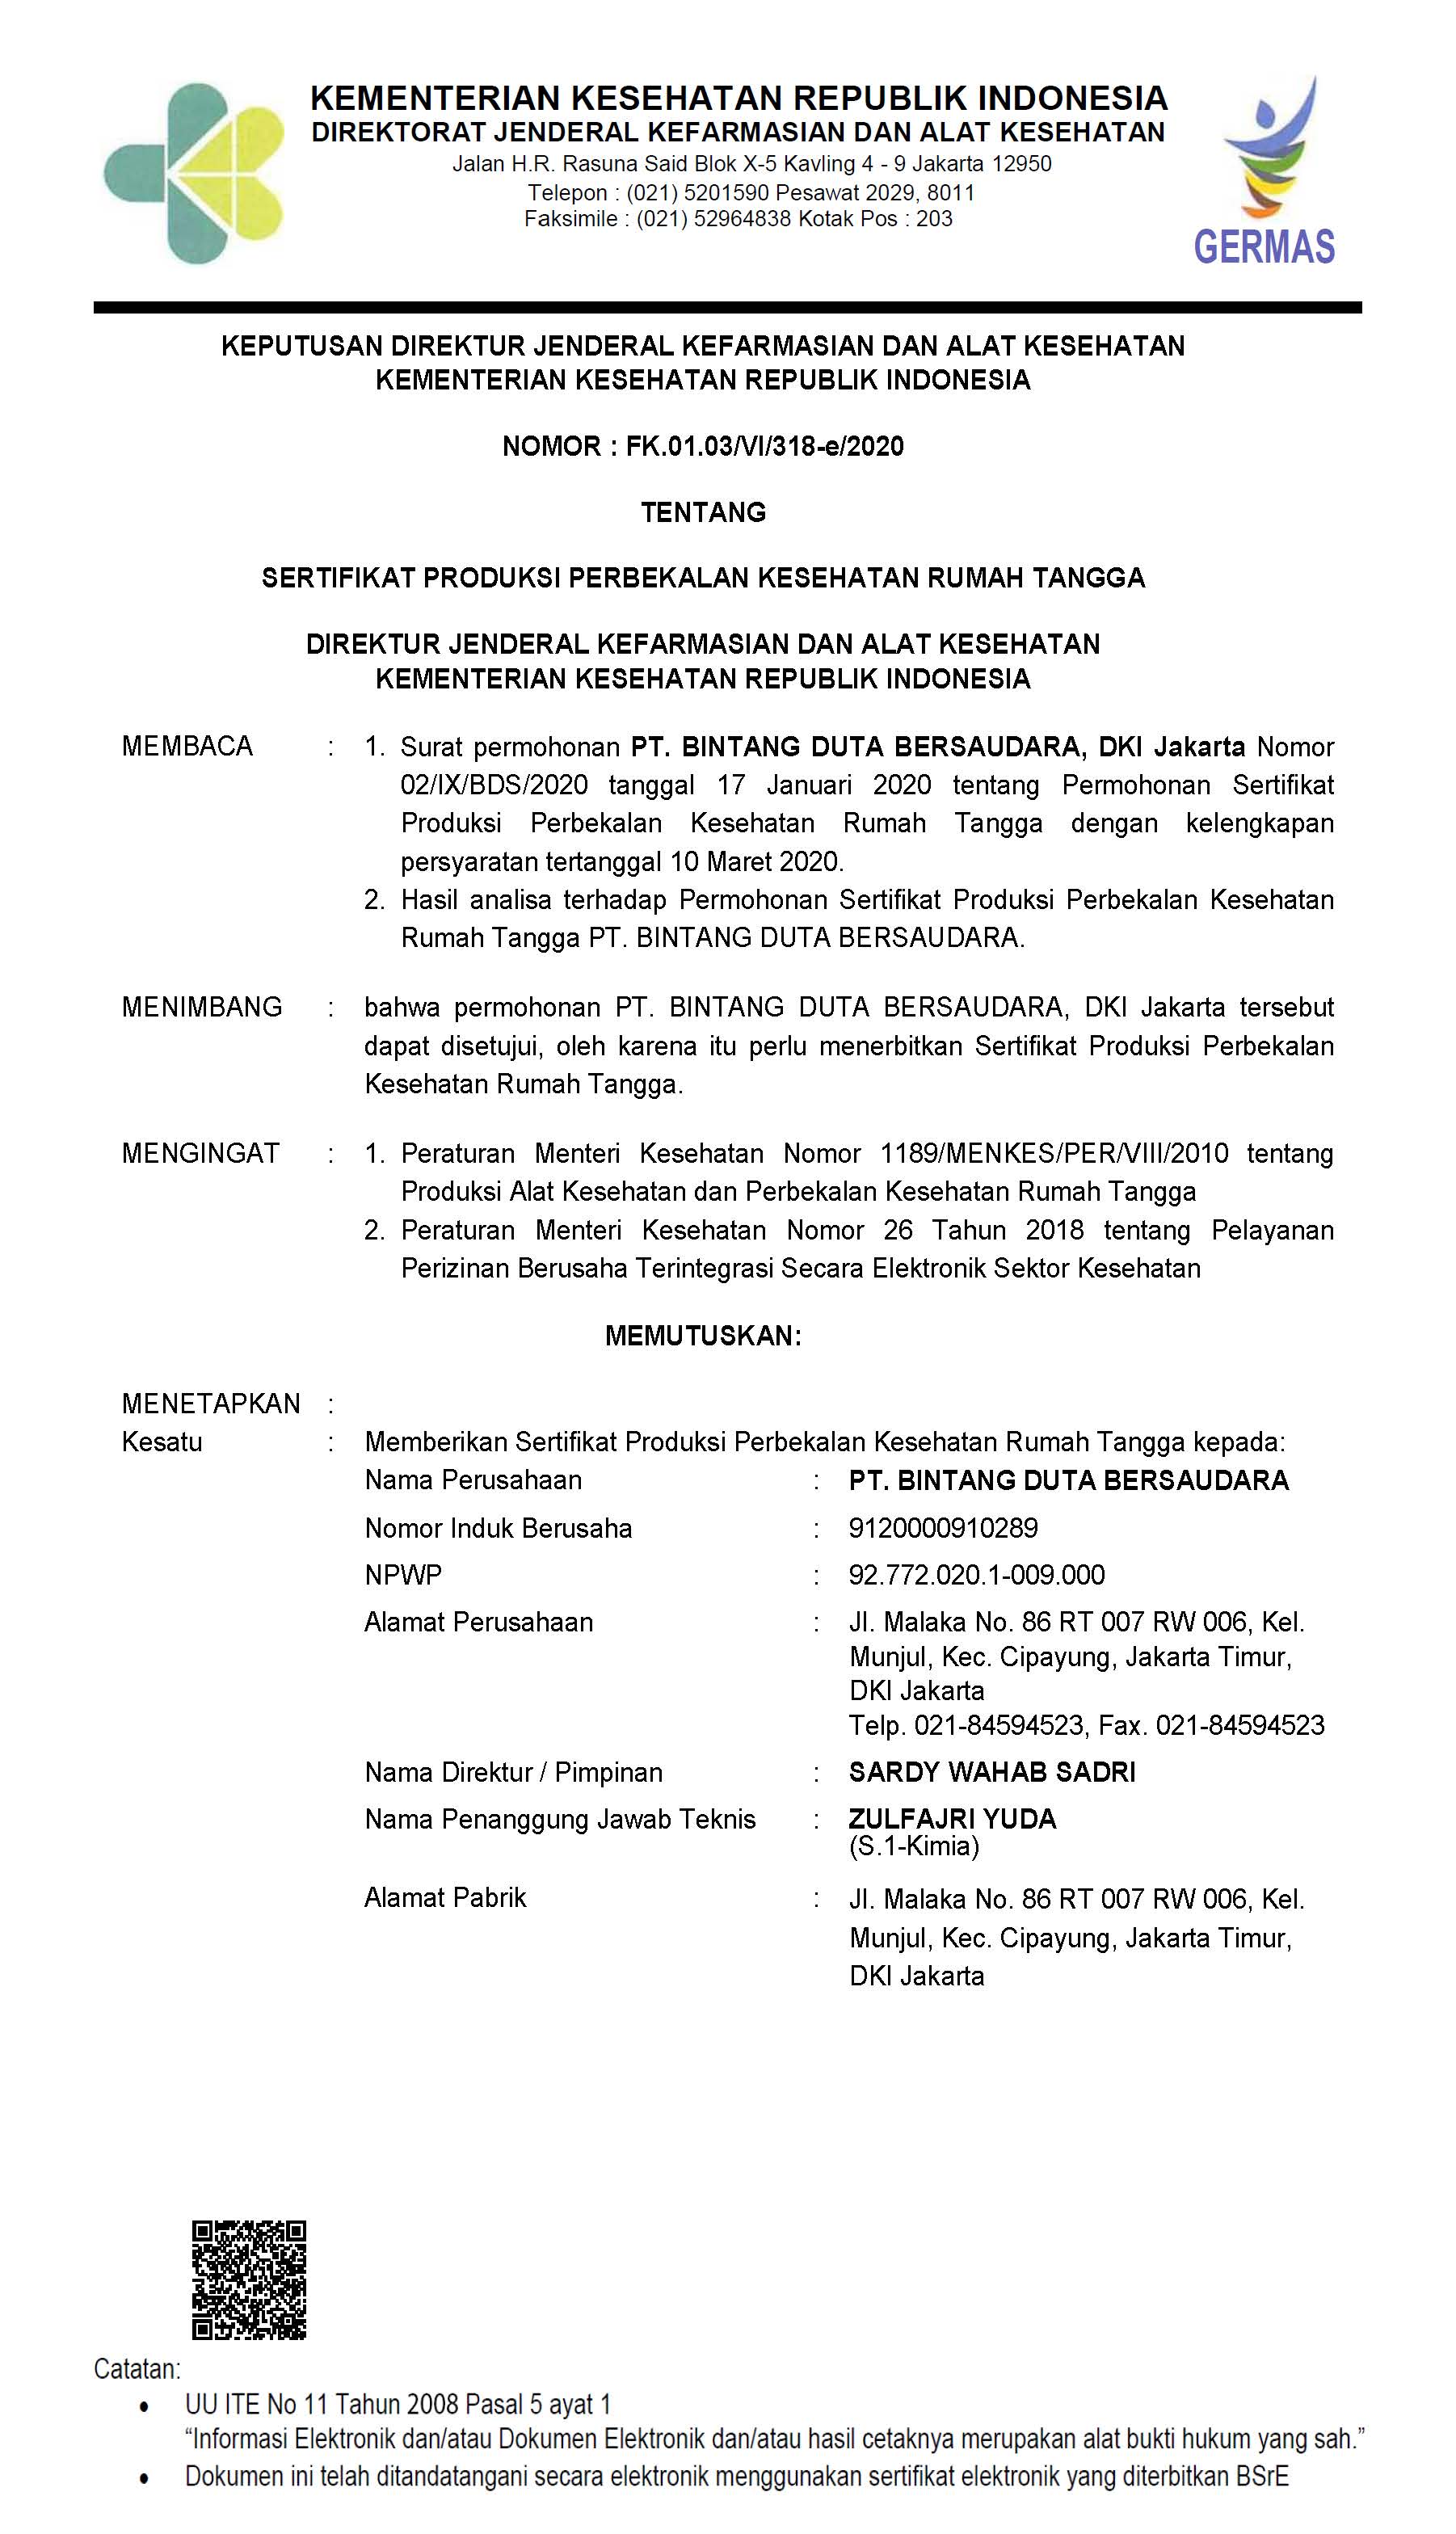 KEMENTERIAN KESEHATAN REPUBLIK INDONESIA
DIREKTORAT JENDERAL KEFARMASIAN DAN ALAT KESEHATAN
Jalan H.R. Rasuna Said Blok X-5 Kavling 4 - 9 Jakarta 12950
Telepon : (021) 5201590 Pesawat 2029, 8011
Faksimile : (021) 52964838 Kotak Pos : 203
GERMAS
KEPUTUSAN DIREKTUR JENDERAL KEFARMASIAN DAN ALAT KESEHATAN
KEMENTERIAN KESEHATAN REPUBLIK INDONESIA
NOMOR : FK.01.03/VI/318-e/2020
TENTANG
SERTIFIKAT PRODUKSI PERBEKALAN KESEHATAN RUMAH TANGGA
DIREKTUR JENDERAL KEFARMASIAN DAN ALAT KESEHATAN
KEMENTERIAN KESEHATAN REPUBLIK INDONESIA
MEMBACA : 1. Surat permohonan PT. BINTANG DUTA BERSAUDARA, DKI Jakarta Nomor
02/IX/BDS/2020 tanggal 17 Januari 2020 tentang Permohonan Sertifikat
Produksi Perbekalan Kesehatan Rumah Tangga dengan kelengkapan
persyaratan tertanggal 10 Maret 2020.
2. Hasil analisa terhadap Permohonan Sertifikat Produksi Perbekalan Kesehatan
Rumah Tangga PT. BINTANG DUTA BERSAUDARA.
MENIMBANG : bahwa permohonan PT. BINTANG DUTA BERSAUDARA, DKI Jakarta tersebut
dapat disetujui, oleh karena itu perlu menerbitkan Sertifikat Produksi Perbekalan
Kesehatan Rumah Tangga.
MENGINGAT : 1. Peraturan Menteri Kesehatan Nomor 1189/MENKES/PER/VIII/2010 tentang
Produksi Alat Kesehatan dan Perbekalan Kesehatan Rumah Tangga
2. Peraturan Menteri Kesehatan Nomor 26 Tahun 2018 tentang Pelayanan
Perizinan Berusaha Terintegrasi Secara Elektronik Sektor Kesehatan
MEMUTUSKAN:
MENETAPKAN :
Kesatu : Memberikan Sertifikat Produksi Perbekalan Kesehatan Rumah Tangga kepada:
Nama Perusahaan : PT. BINTANG DUTA BERSAUDARA
Nomor Induk Berusaha : 9120000910289
NPWP : 92.772.020.1-009.000
Alamat Perusahaan : Jl. Malaka No. 86 RT 007 RW 006, Kel.
Munjul, Kec. Cipayung, Jakarta Timur,
DKI Jakarta
Telp. 021-84594523, Fax. 021-84594523
Nama Direktur / Pimpinan : SARDY WAHAB SADRI
Nama Penanggung Jawab Teknis : ZULFAJRI YUDA
(S.1-Kimia)
Alamat Pabrik : Jl. Malaka No. 86 RT 007 RW 006, Kel.
Munjul, Kec. Cipayung, Jakarta Timur,
DKI Jakarta
Catatan:
• UU ITE No 11 Tahun 2008 Pasal 5 ayat 1
“Informasi Elektronik dan/atau Dokumen Elektronik dan/atau hasil cetaknya merupakan alat bukti hukum yang sah.”
• Dokumen ini telah ditandatangani secara elektronik menggunakan sertifikat elektronik yang diterbitkan BSrE